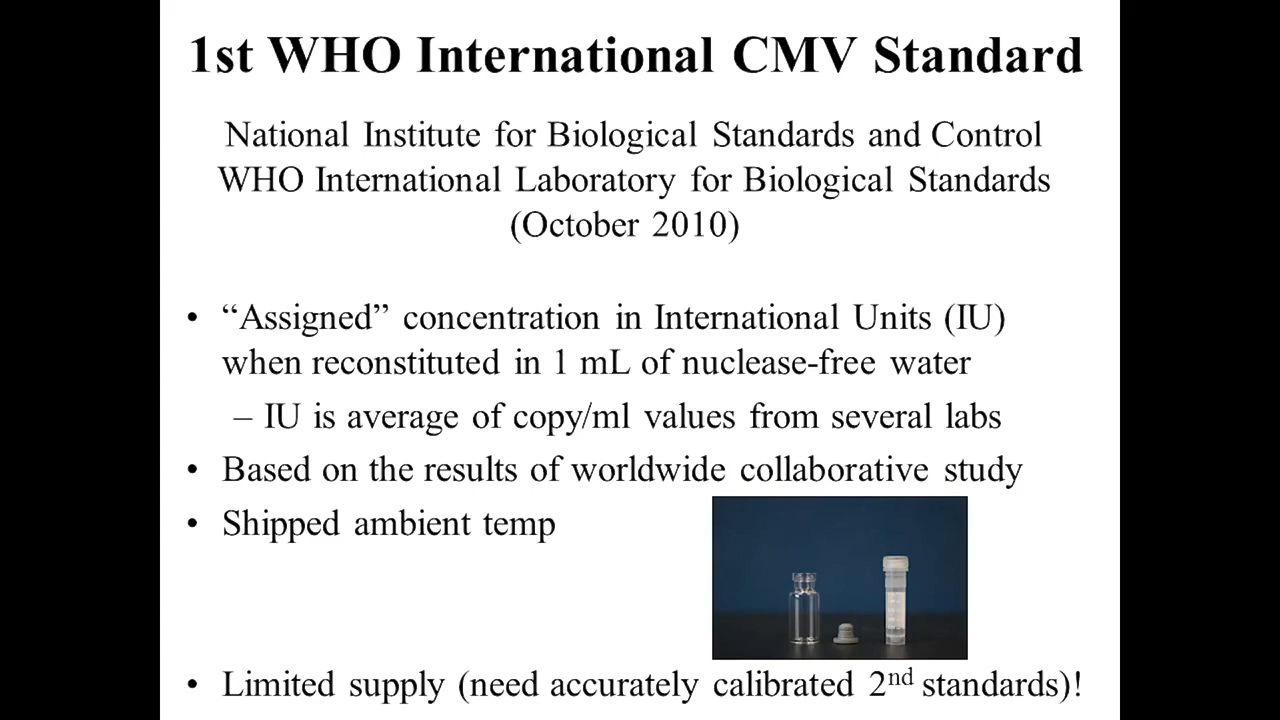 1st WHO International CMV Standard
National Institute for Biological Standards and Control
WHO International Laboratory for Biological Standards
(October 2010)
• “Assigned” concentration in International Units (IU)
when reconstituted in 1 mL of nuclease-free water
– IU is average of copy/ml values from several labs
• Based on the results of worldwide collaborative study
• Shipped ambient temp
• Limited supply (need accurately calibrated 2nd standards)!